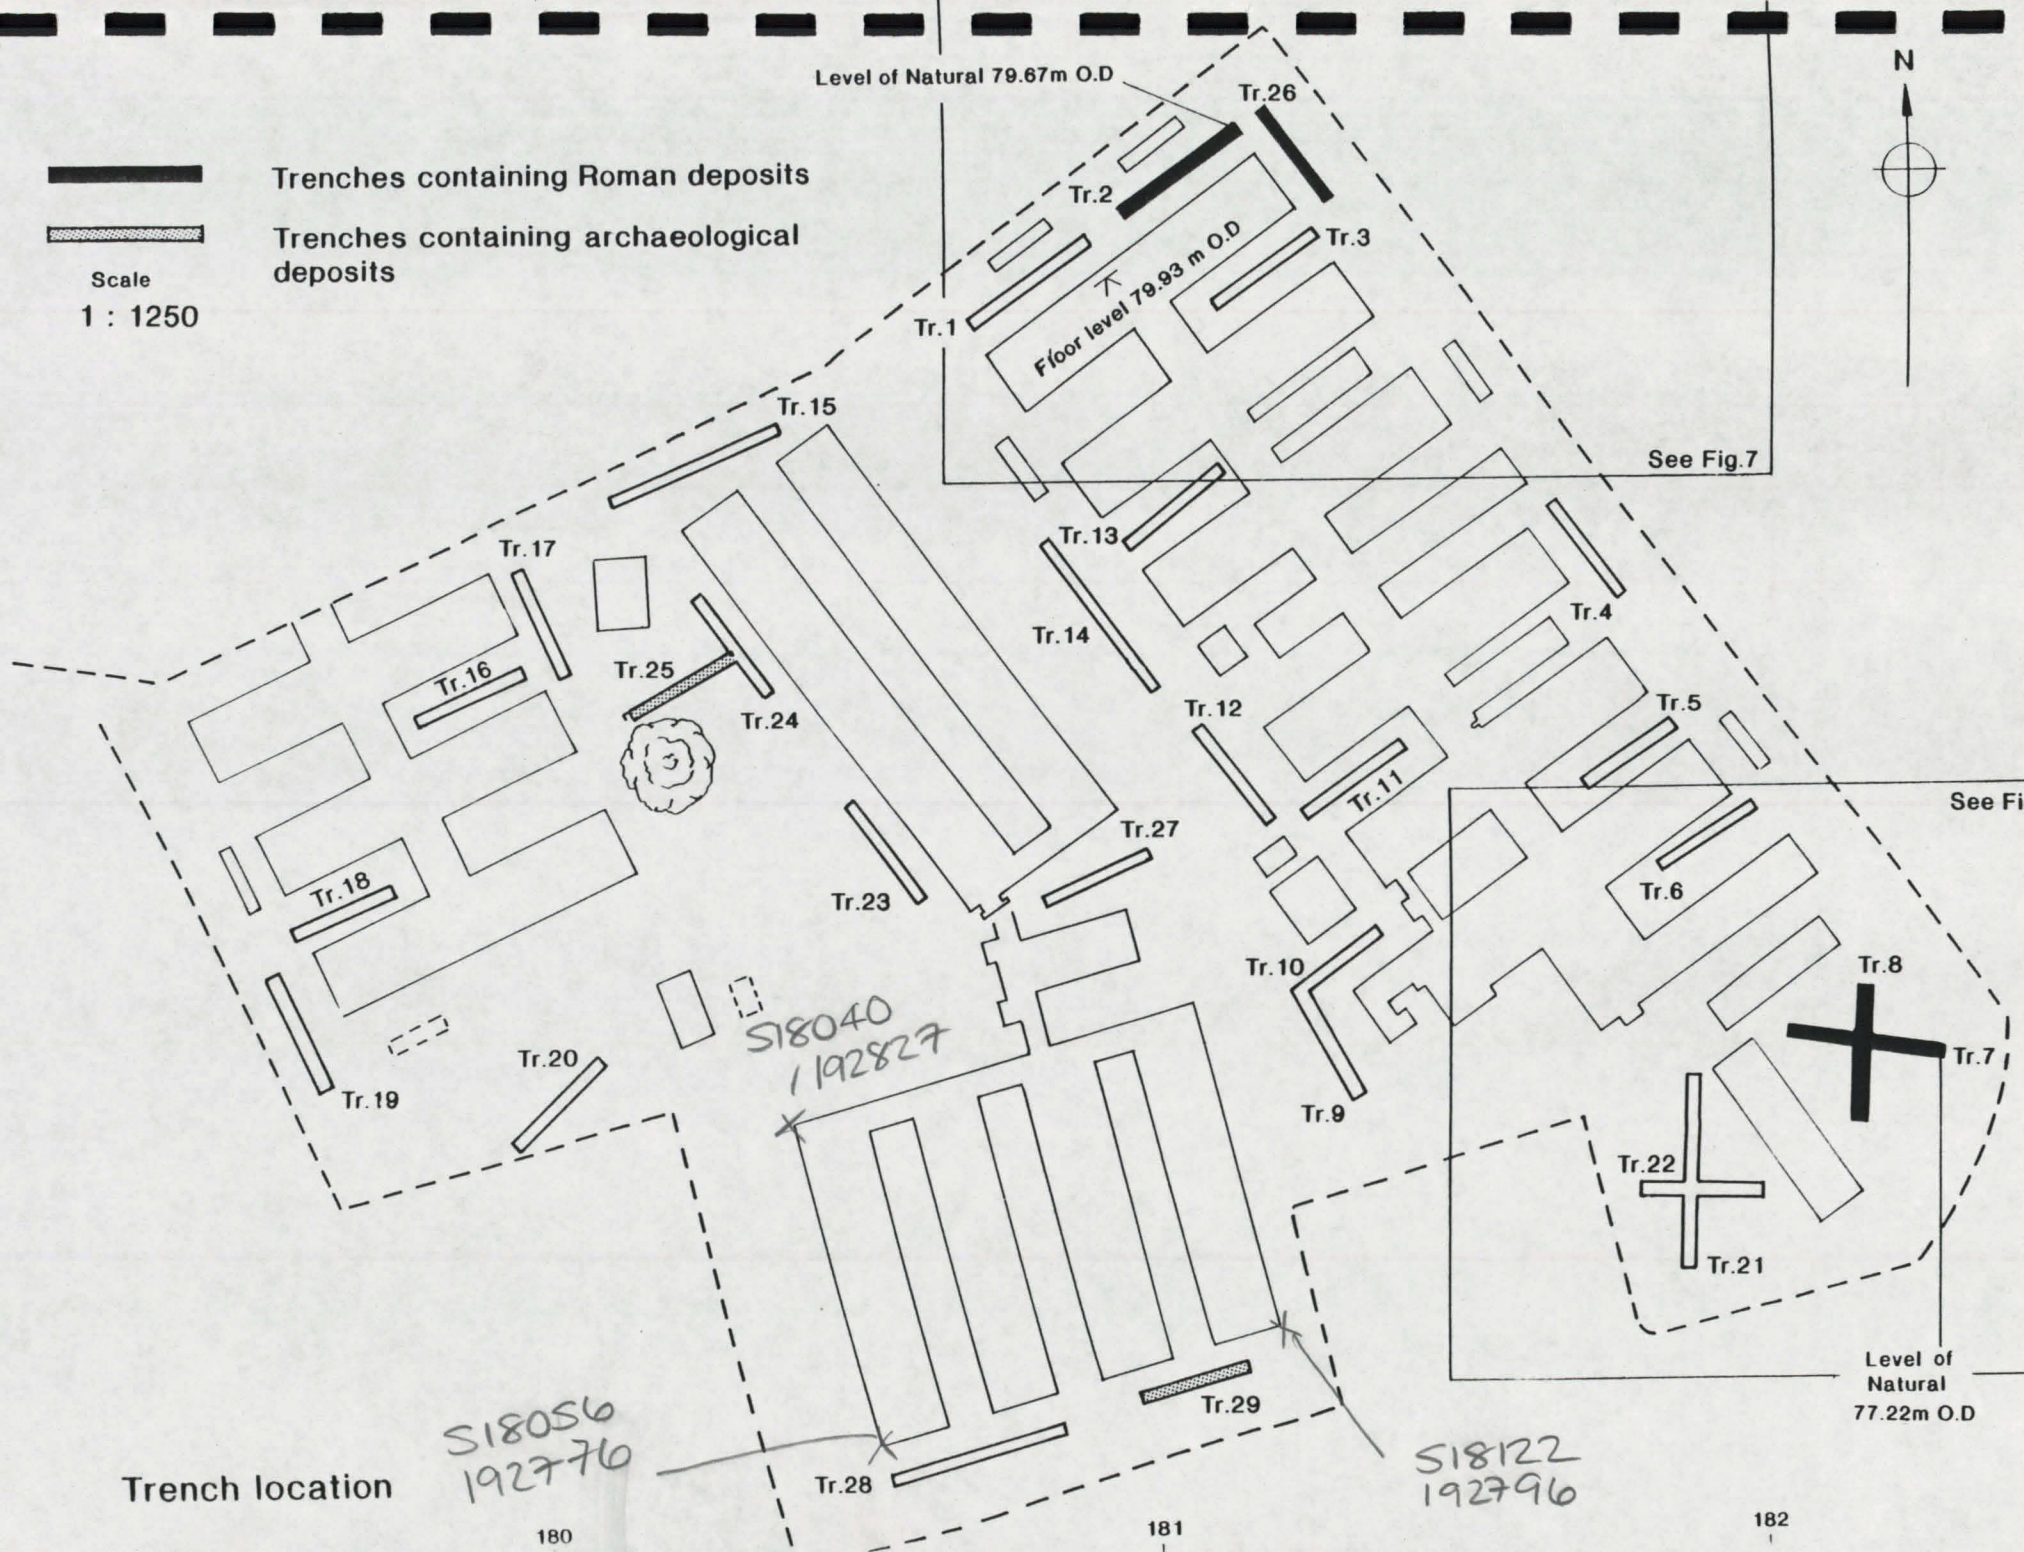 Level of Natural 79.67m O.D
Tr.26
N
Trenches containing Roman deposits
Tr.2
Trenches containing archaeological
deposits
Tr.3
Scale
1 : 1250
Tr.1
Floor level 79.93 m O.D
Tr.15
See Fig.7
Tr.13
Tr.17
Tr.4
Tr.14
Tr.25
Tr.16
Tr.24
Tr.12
Tr.5
Tr.11
See Fi
Tr.27
Tr.18
Tr.23
Tr.6
Tr.10
Tr.8
518040
192827
Tr.20
Tr.7
Tr.19
Tr.9
Tr.22
Tr.21
Level of
Natural
77.22m O.D
Tr.29
518056
192776
Trench location
Tr.28
518122
192796
180
181
182